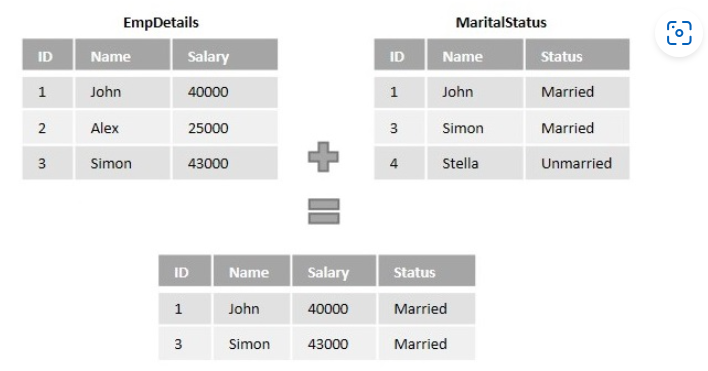 EmpDetails
ID Name Salary
1 John 40000
2 Alex 25000
3 Simon 43000
MaritalStatus
ID Name Status
1 John Married
3 Simon Married
4 Stella Unmarried
ID Name Salary Status
1 John 40000 Married
3 Simon 43000 Married